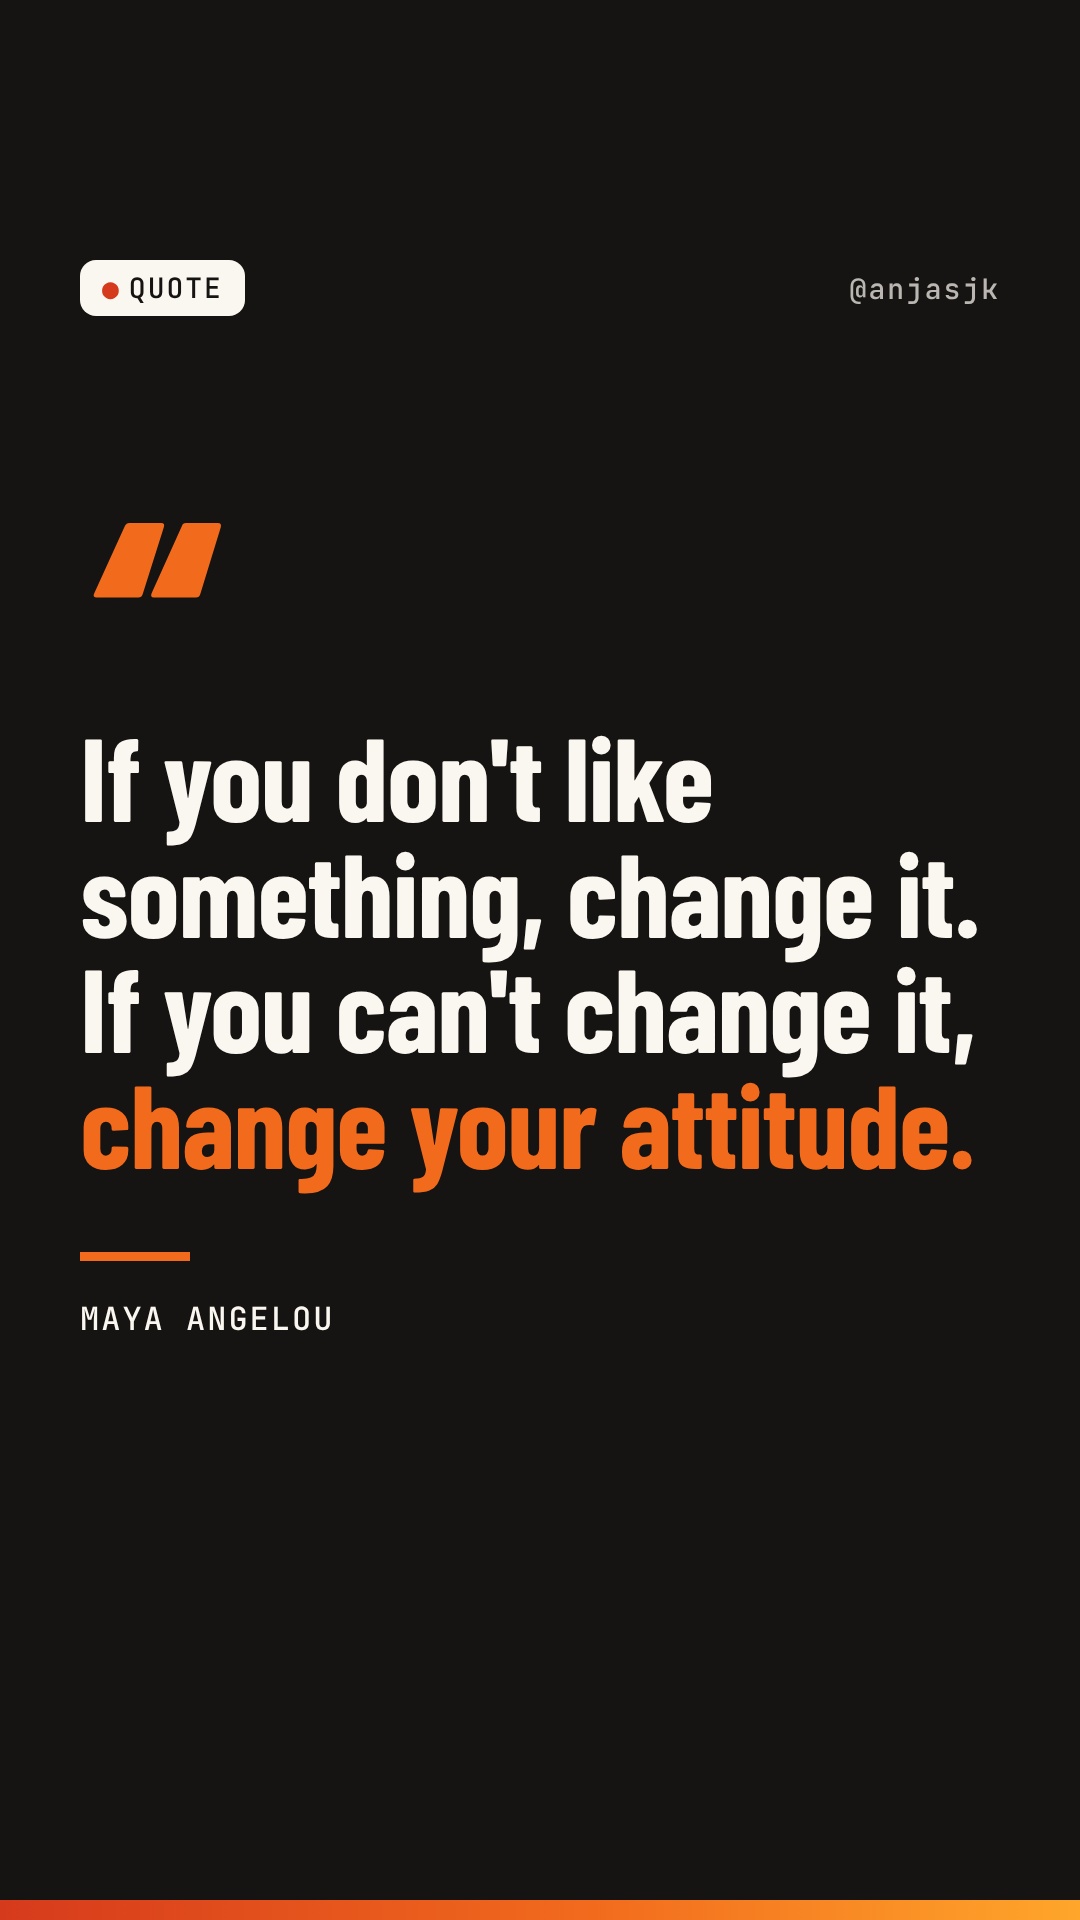 QUOTE
@anjasjk
"
If you don't like
something, change it.
If you can't change it,
change your attitude.
MAYA ANGELOU